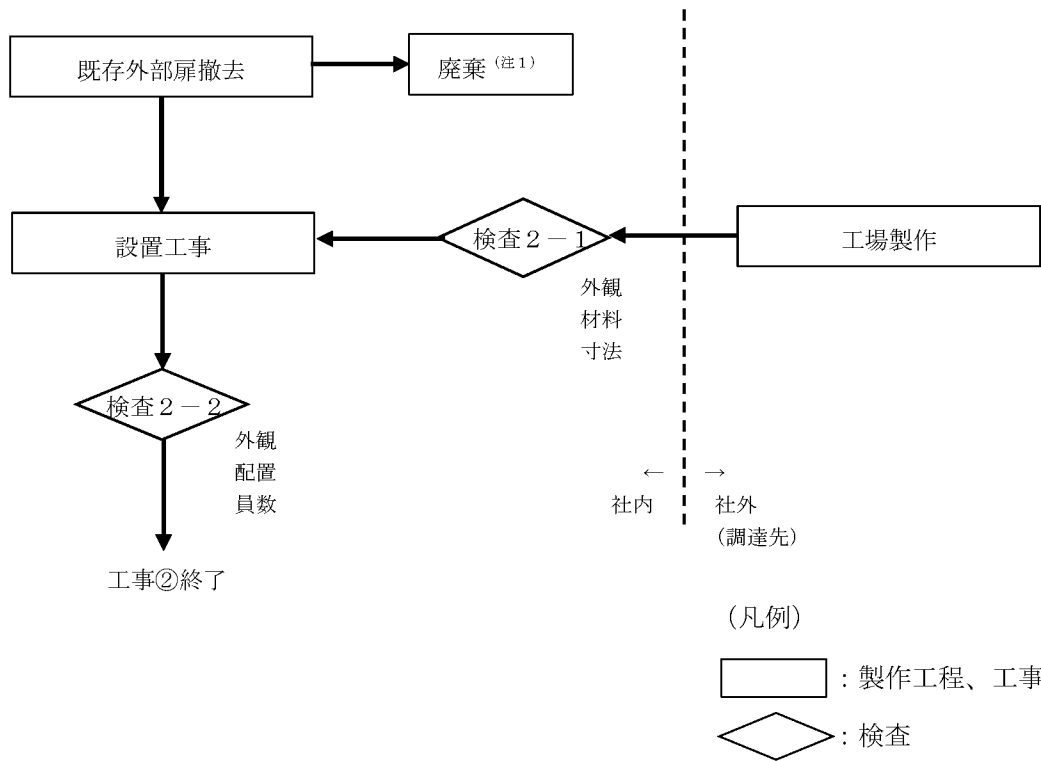 既存外部扉撤去
廃棄（注１）
設置工事
検査２－１
工場製作
外観
材料
寸法
検査２－２
外観
配置
員数
← →
社内 社外
（調達先）
工事②終了
（凡例）
：製作工程、工事
：検査